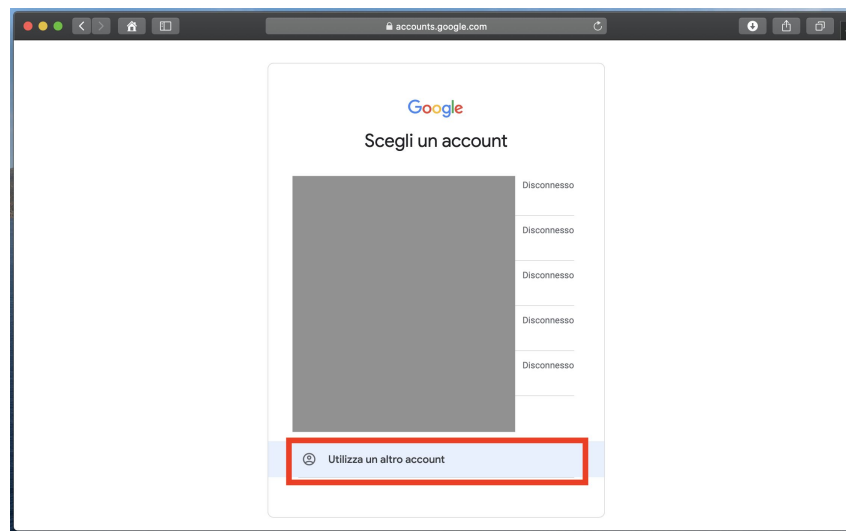 accounts.google.com
Google
Scegli un account
Disconnesso
Disconnesso
Disconnesso
Disconnesso
Disconnesso
Utilizza un altro account